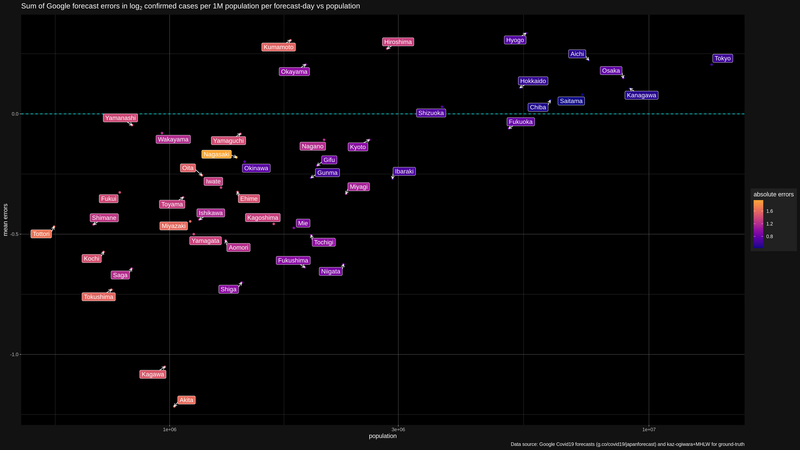 Sum of Google forecast errors in log2 confirmed cases per 1M population per forecast-day vs population
Hyogo
Hiroshima
Kumamoto
Aichi
Tokyo
Okayama
Osaka
Hokkaido
Kanagawa
Saitama
Chiba
Shizuoka
0.0
Yamanashi
Fukuoka
Wakayama
Yamaguchi
Nagano
Kyoto
Nagasaki
Gifu
Oita
Okinawa
Gunma
Ibaraki
Iwate
Miyagi
Fukui
Ehime
Toyama
Ishikawa
Shimane
Kagoshima
Mie
Miyazaki
Tottori
-0.5
Yamagata
Tochigi
Aomori
Kochi
Fukushima
Saga
Niigata
Shiga
Tokushima
-1.0
Kagawa
Akita
mean errors
1e+06
3e+06
1e+07
population
absolute errors
1.6
1.2
0.8
Data source: Google Covid19 forecasts (g.co/covid19/japanforecast) and kaz-ogiwara+MHLW for ground-truth